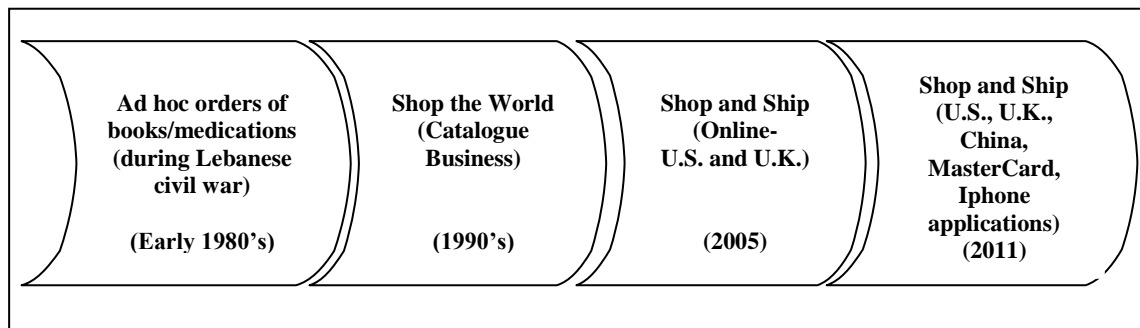 Ad hoc orders of
books/medications
(during Lebanese
civil war)
(Early 1980's)
Shop the World
(Catalogue
Business)
(1990's)
Shop and Ship
(Online-
U.S. and U.K.)
(2005)
Shop and Ship
(U.S., U.K.,
China,
MasterCard,
Iphone
applications)
(2011)